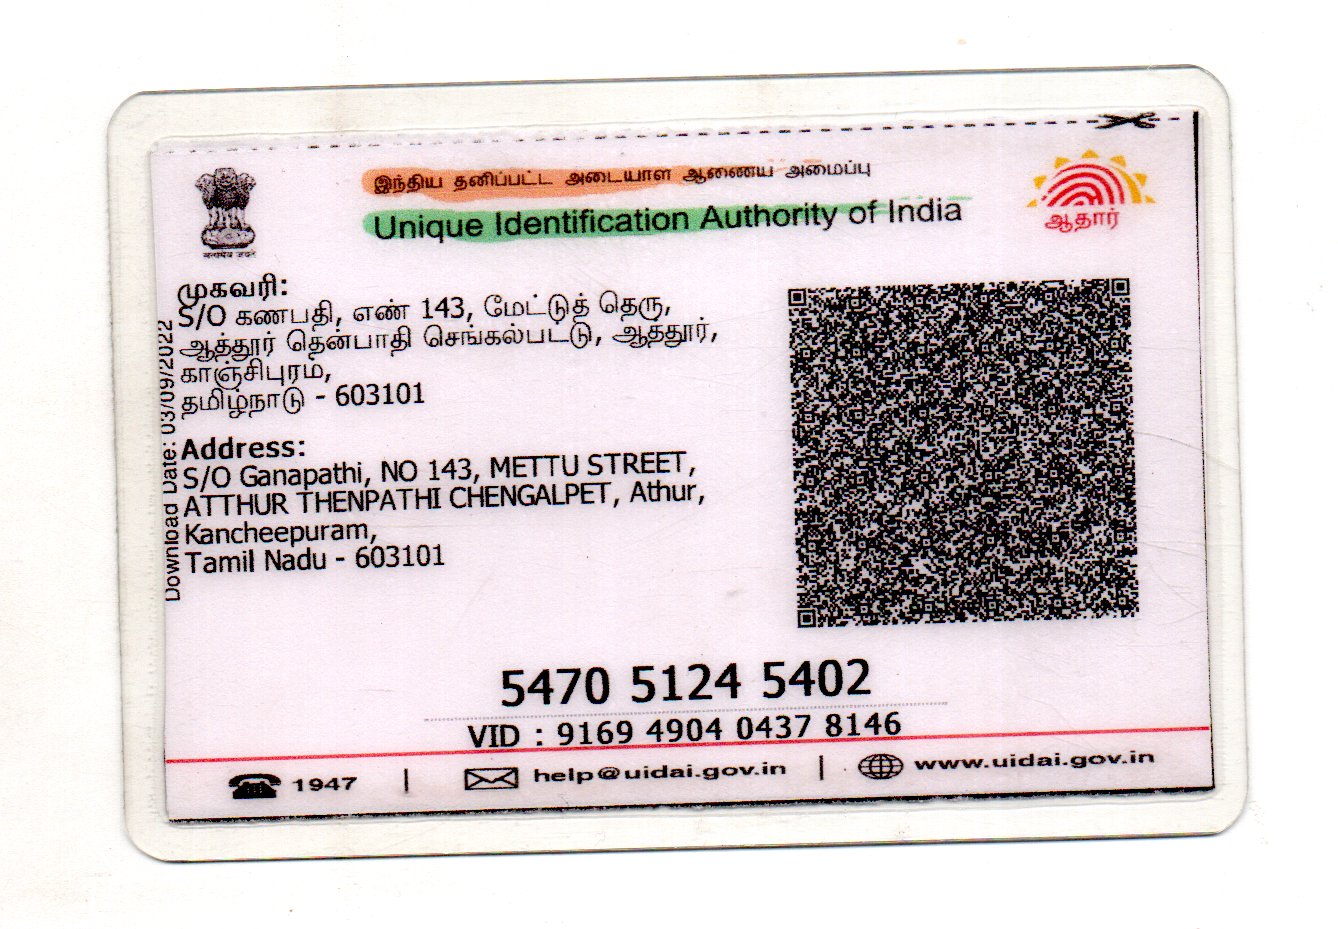 இந்திய தனிப்பட்ட அடையாள ஆணைய அமைப்பு
Unique Identification Authority of India
ஆதார்
முகவரி:
S/O கணபதி, எண் 143, மேட்டுத் தெரு,
ஆத்தூர் தென்பாதி செங்கல்பட்டு, ஆத்தூர்,
காஞ்சிபுரம்,
தமிழ்நாடு - 603101
Address:
S/O Ganapathi, NO 143, METTU STREET,
ATTHUR THENPATHI CHENGALPET, Athur,
Kancheepuram,
Tamil Nadu - 603101
Download Date: 03/09/2022
5470 5124 5402
VID : 9169 4904 0437 8146
1947 | help@uidai.gov.in | www.uidai.gov.in